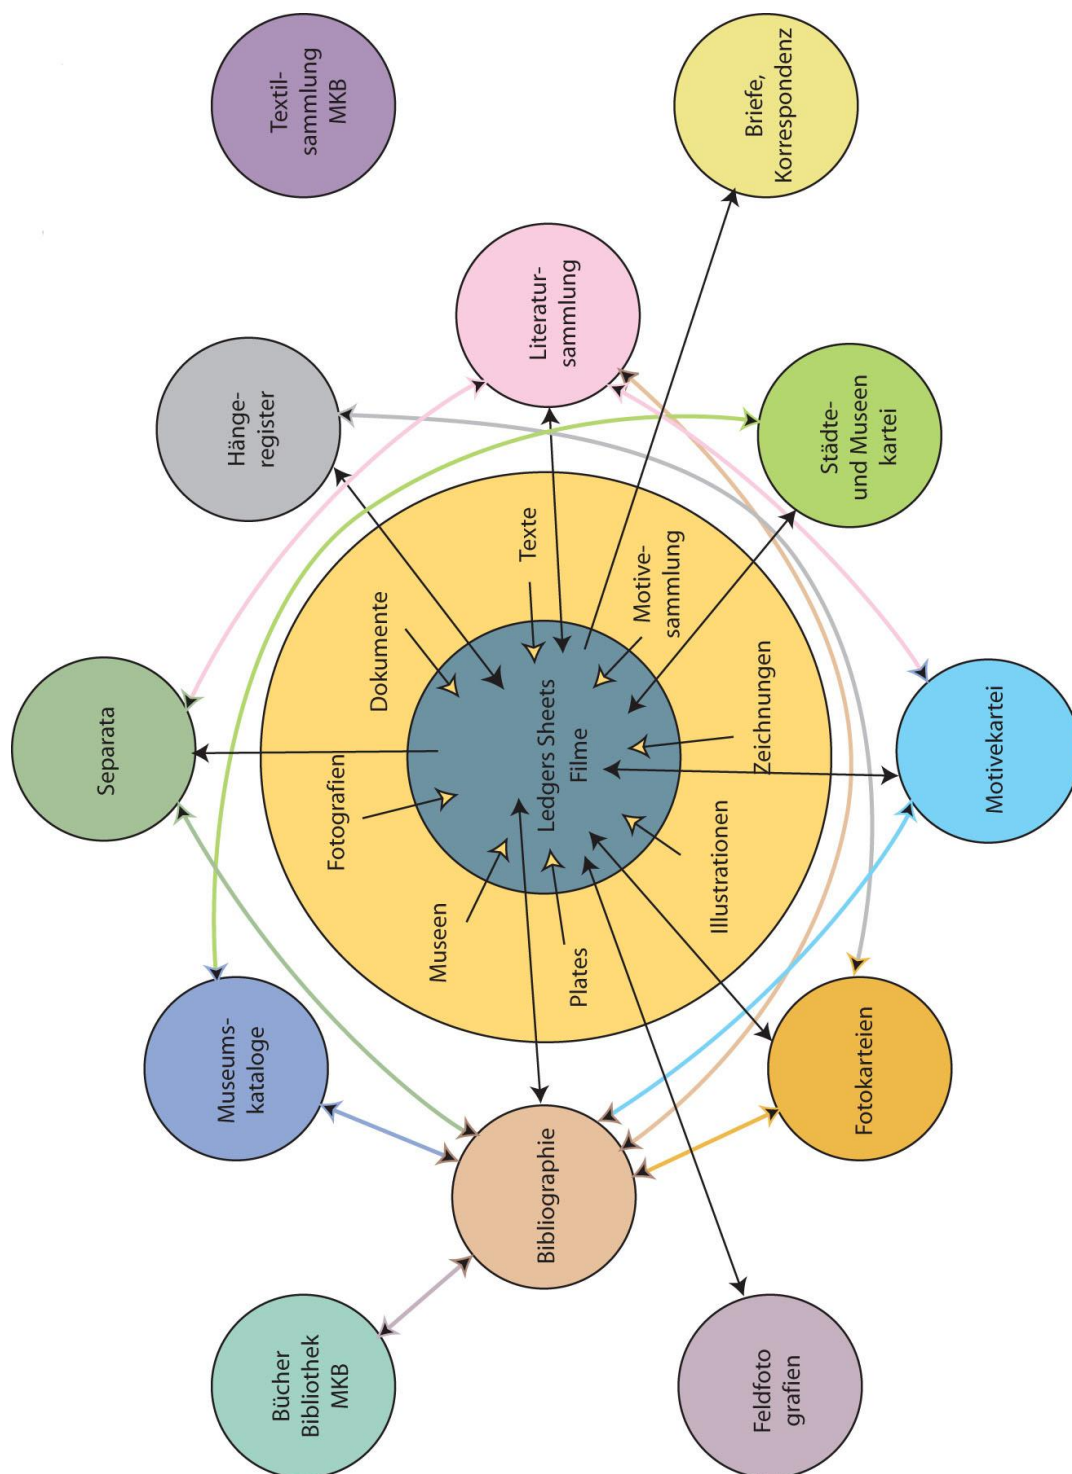 Textil-
sammlung
MKB
Briefe,
Korrespondenz
Literatur-
sammlung
Hänge-
register
Städte-
und Museen
kartei
Texte
Motive-
sammlung
Dokumente
Separata
Fotografien
Ledgers Sheets
Filme
Zeichnungen
Motivekartei
Museen
Plates
Illustrationen
Museums-
kataloge
Fotokarteien
Bibliographie
Bücher
Bibliothek
MKB
Feldfoto
grafien